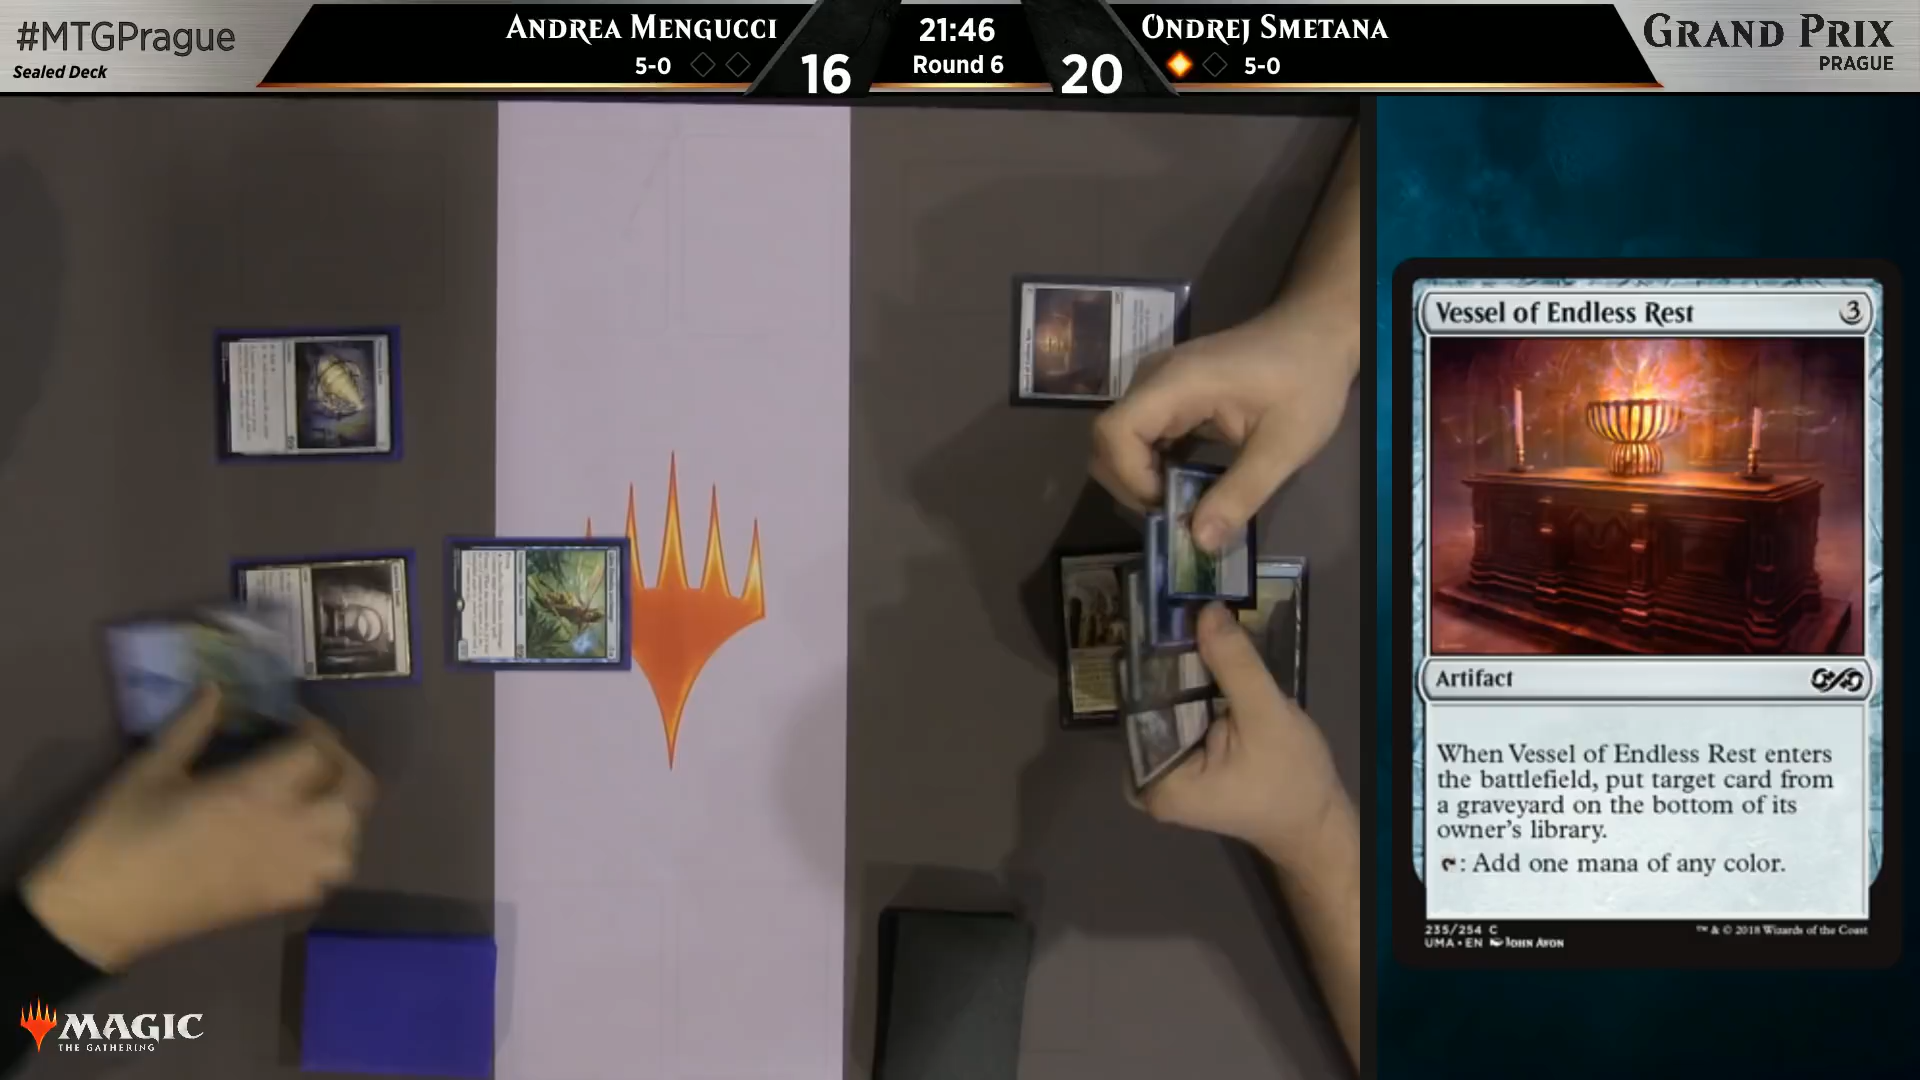 #MTGPrague
Sealed Deck
ANDREA MENGUCCI
5-0
16
21:46
Round 6
20
ONDREJ SMETANA
5-0
GRAND PRIX
PRAGUE
Vessel of Endless Rest 3
Artifact
When Vessel of Endless Rest enters
the battlefield, put target card from
a graveyard on the bottom of its
owner's library.
: Add one mana of any color.
235/254 C
UMA • EN JOHN AVON
™ & © 2018 Wizards of the Coast
MAGIC
THE GATHERING